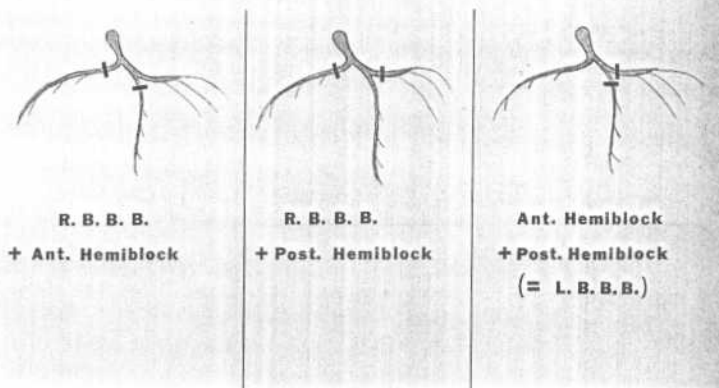 R. B. B. B.
+ Ant. Hemiblock
R. B. B. B.
+ Post. Hemiblock
Ant. Hemiblock
+ Post. Hemiblock
(= L. B. B. B.)